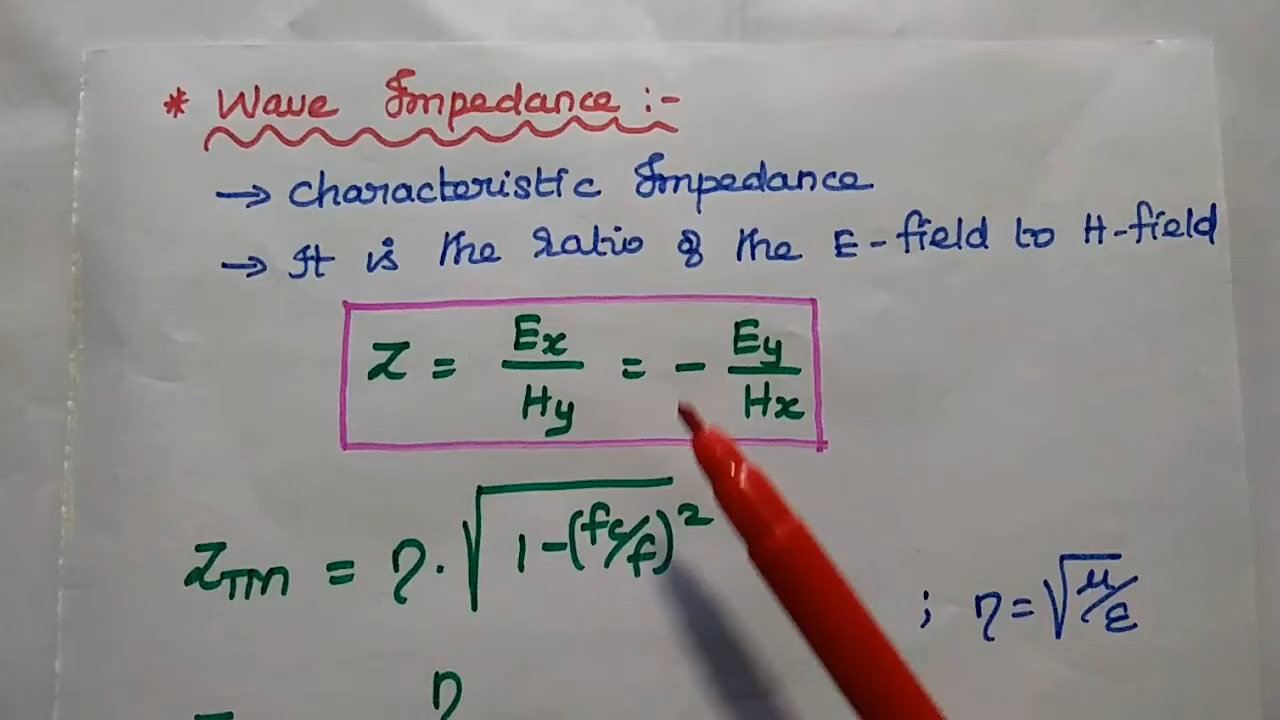 * Wave Impedance :-
→ characteristic Impedance
→ It is the ratio of the E-field to H-field
Z = Ex/Hy = - Ey/Hx
ZTM = η · √1-(fc/f)² ; η = √μ/ε
η